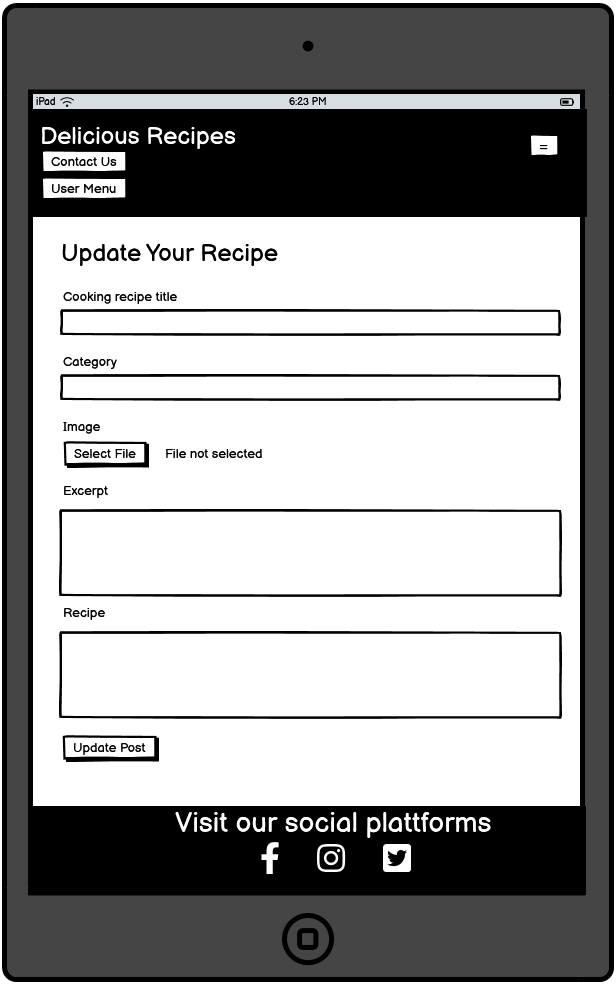 iPad 6:23 PM
Delicious Recipes
=
Contact Us
User Menu
Update Your Recipe
Cooking recipe title
Category
Image
Select File File not selected
Excerpt
Recipe
Update Post
Visit our social plattforms